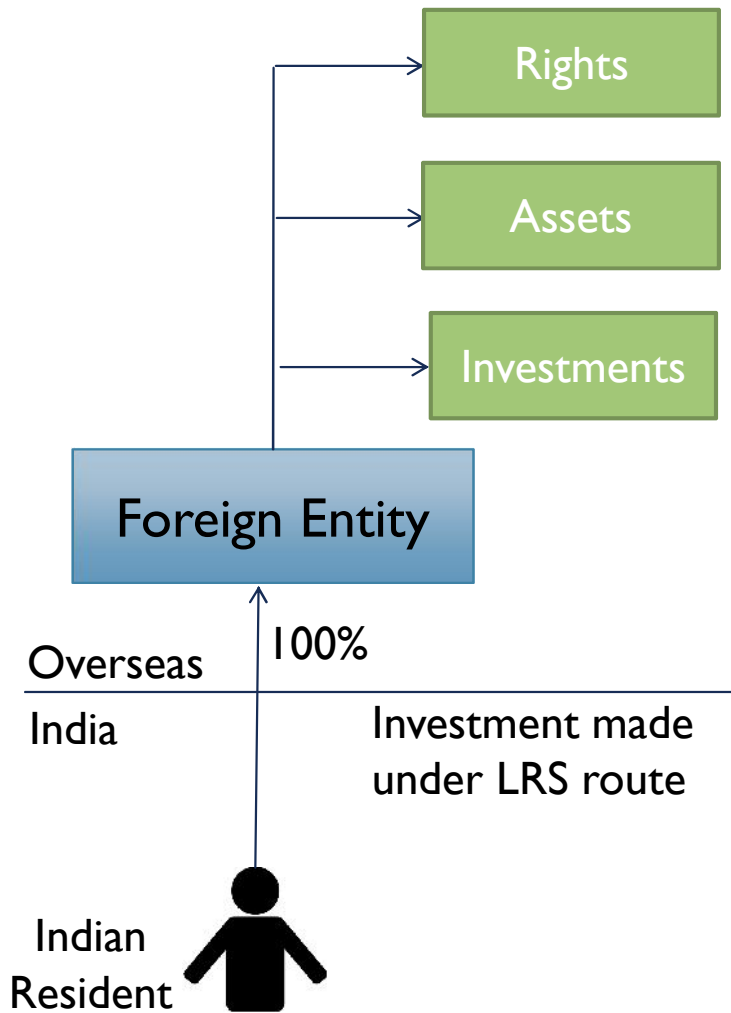 Rights
Assets
Investments
Foreign Entity
100%
Overseas
India
Investment made
under LRS route
Indian
Resident